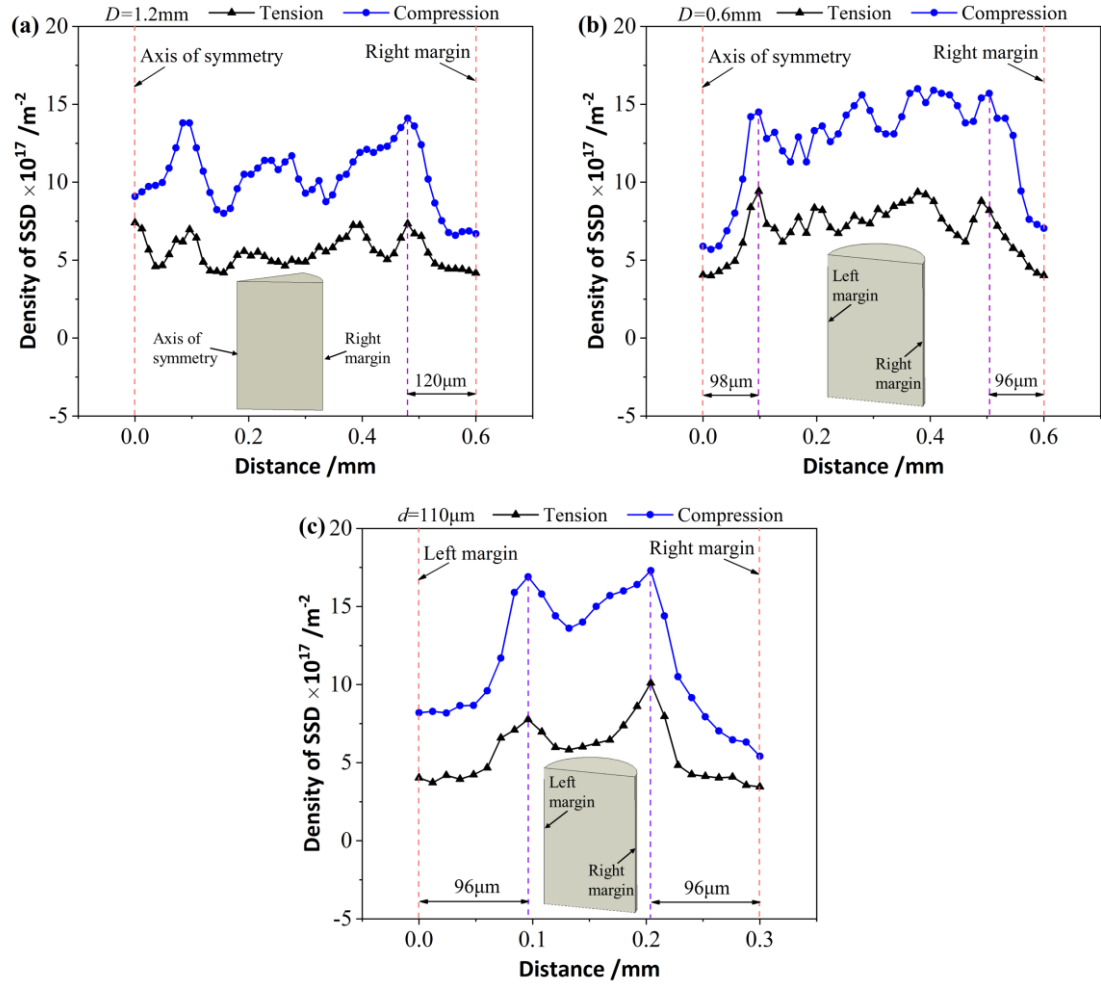 (a) D=1.2mm Tension Compression
20
15
10
5
0
-5
Density of SSD ×10¹⁷ /m⁻²
Axis of symmetry
Right margin
Axis of
symmetry
Right
margin
120μm
0.0 0.2 0.4 0.6
Distance /mm
(b) D=0.6mm Tension Compression
20
15
10
5
0
-5
Density of SSD ×10¹⁷ /m⁻²
Axis of symmetry
Right margin
Left
margin
Right
margin
98μm
96μm
0.0 0.2 0.4 0.6
Distance /mm
(c) d=110μm Tension Compression
20
15
10
5
0
-5
Density of SSD ×10¹⁷ /m⁻²
Left margin
Right margin
Left
margin
Right
margin
96μm
96μm
0.0 0.1 0.2 0.3
Distance /mm